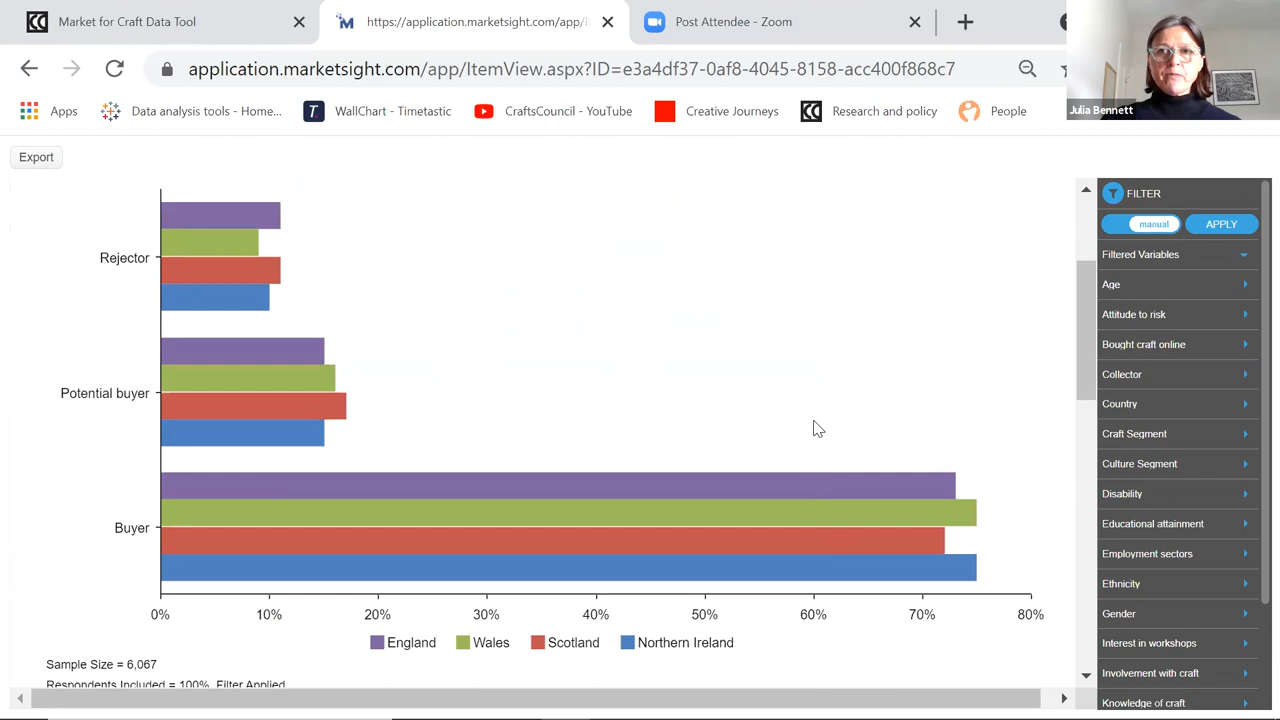 Market for Craft Data Tool
https://application.marketsight.com/app/I
Post Attendee - Zoom
application.marketsight.com/app/ItemView.aspx?ID=e3a4df37-0af8-4045-8158-acc400f868c7
Apps
Data analysis tools - Home...
WallChart - Timetastic
CraftsCouncil - YouTube
Creative Journeys
Research and policy
People
Julia Bennett
Export
FILTER
manual
APPLY
Filtered Variables
Age
Attitude to risk
Bought craft online
Collector
Country
Craft Segment
Culture Segment
Disability
Educational attainment
Employment sectors
Ethnicity
Gender
Interest in workshops
Involvement with craft
Knowledge of craft
Rejector
Potential buyer
Buyer
0% 10% 20% 30% 40% 50% 60% 70% 80%
England Wales Scotland Northern Ireland
Sample Size = 6,067
Respondents Included = 100%, Filter Applied